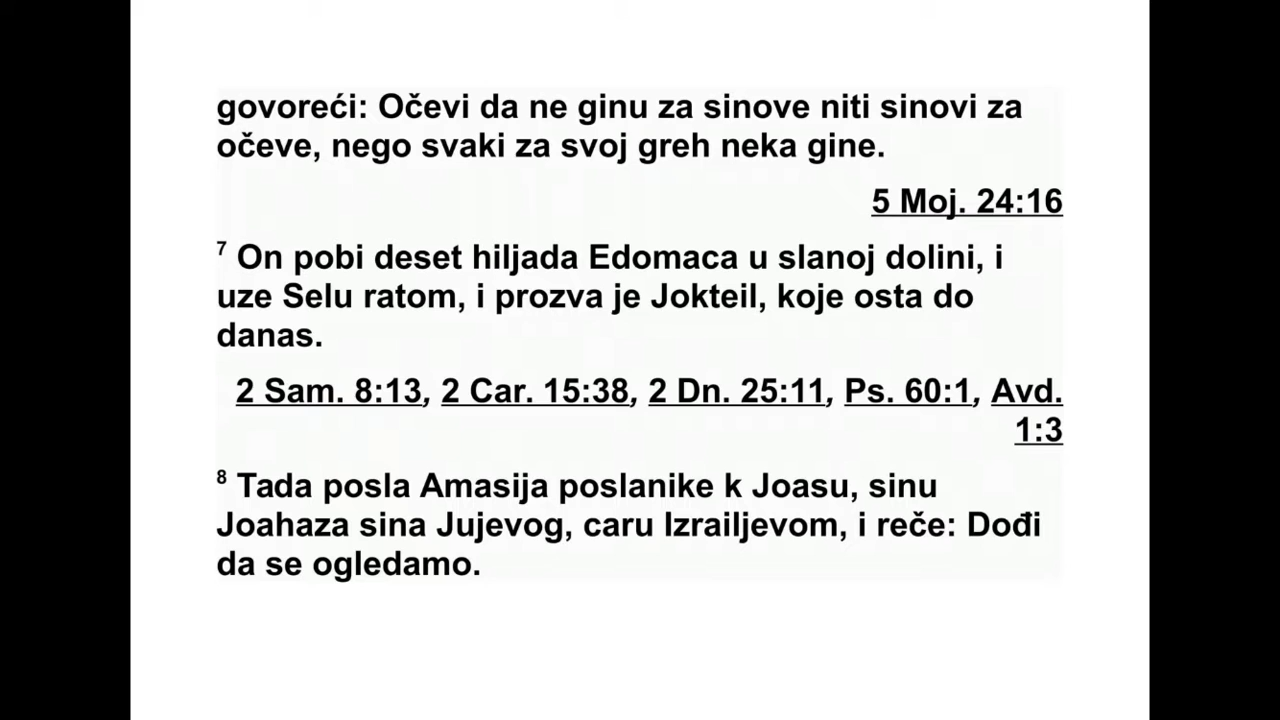 govoreći: Očevi da ne ginu za sinove niti sinovi za
očeve, nego svaki za svoj greh neka gine.
5 Moj. 24:16
7 On pobi deset hiljada Edomaca u slanoj dolini, i
uze Selu ratom, i prozva je Jokteil, koje osta do
danas.
2 Sam. 8:13, 2 Car. 15:38, 2 Dn. 25:11, Ps. 60:1, Avd.
1:3
8 Tada posla Amasija poslanike k Joasu, sinu
Joahaza sina Jujevog, caru Izrailjevom, i reče: Dođi
da se ogledamo.